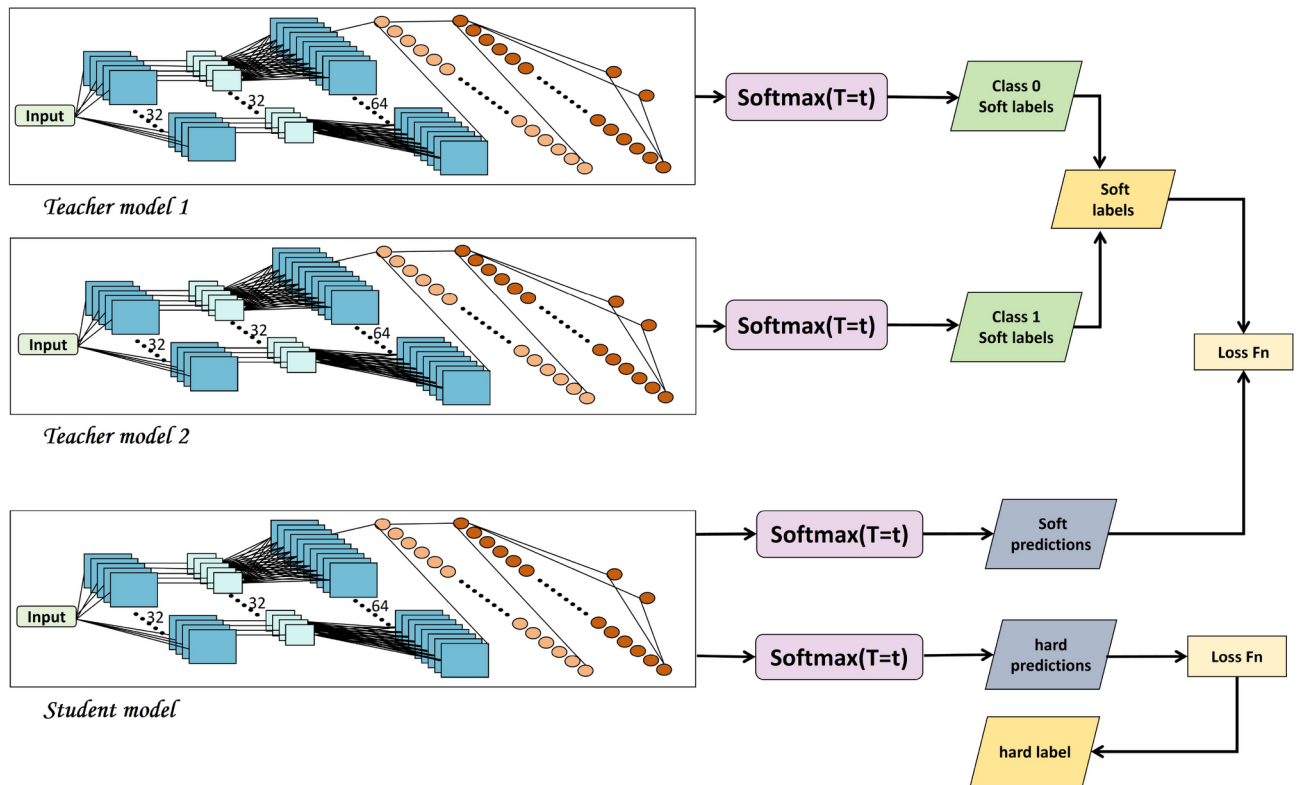 Input
32
32
64
Softmax(T=t)
Class 0
Soft labels
Teacher model 1
Soft
labels
Input
32
32
64
Softmax(T=t)
Class 1
Soft labels
Loss Fn
Teacher model 2
Input
32
32
64
Softmax(T=t)
Soft
predictions
Softmax(T=t)
hard
predictions
Loss Fn
Student model
hard label